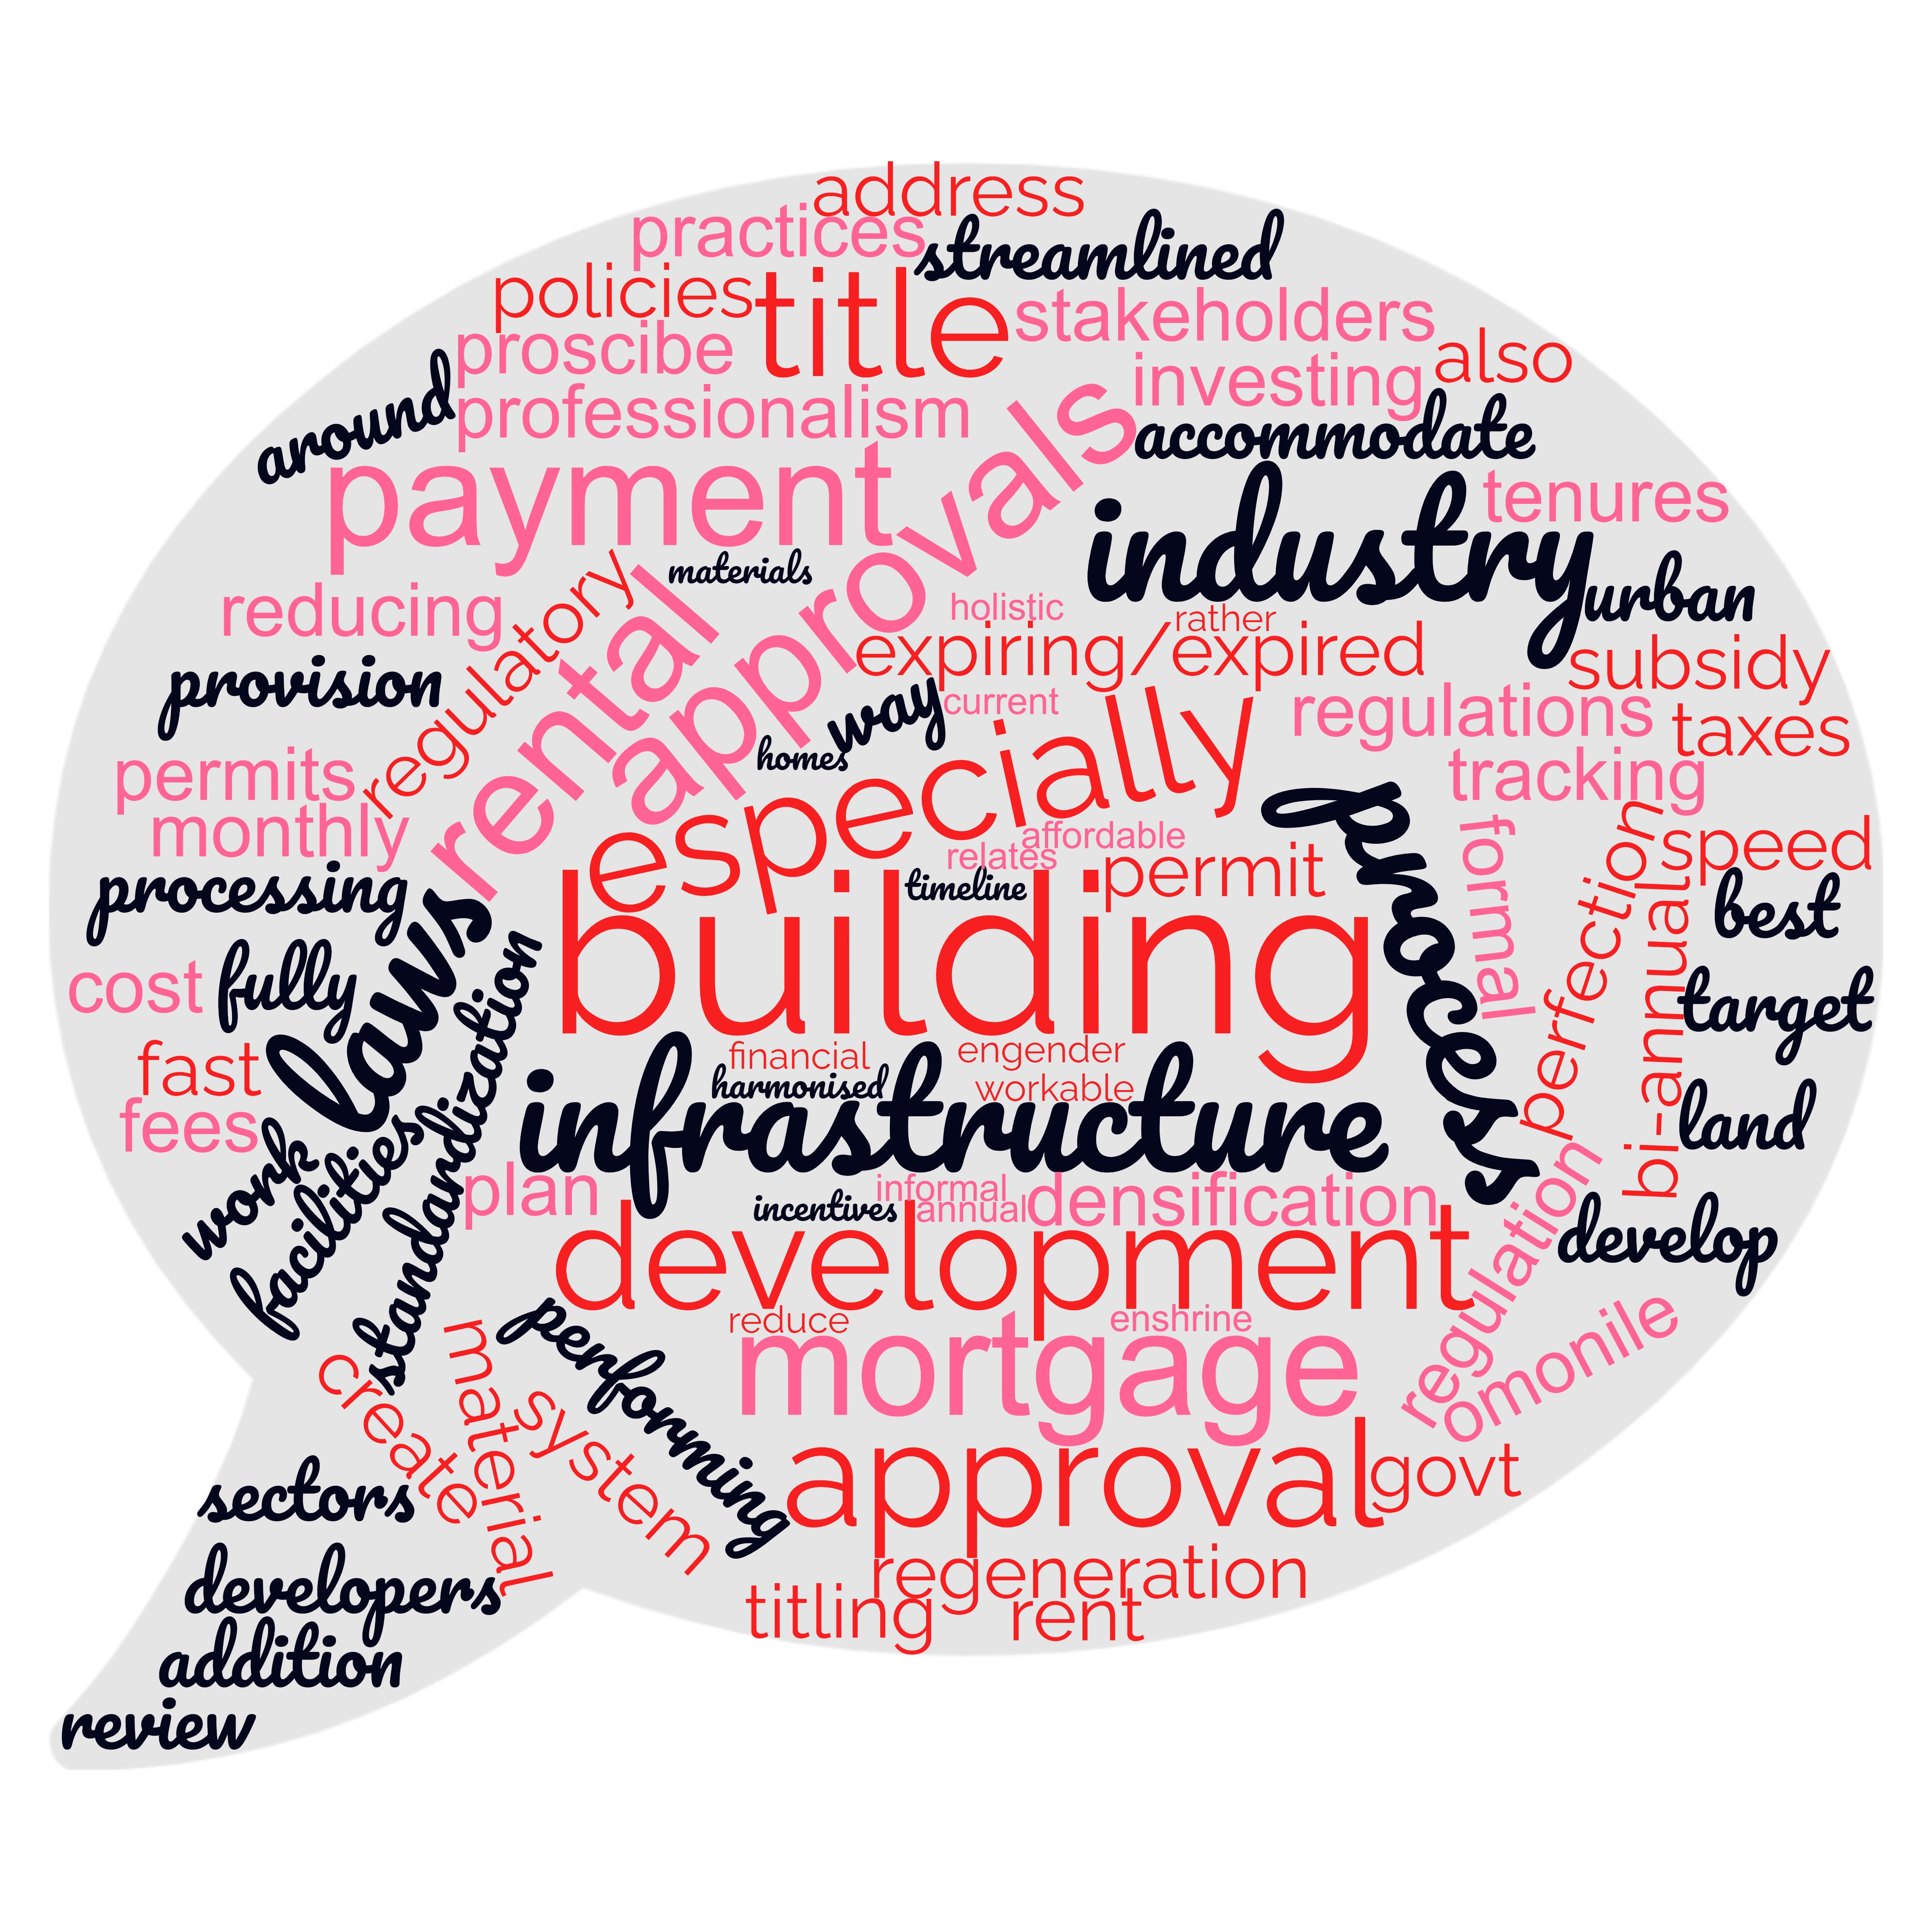 address
practices
streamlined
policies
title
stakeholders
proscibe
also
around
investing
professionalism
accommodate
payment
approvals
industry
tenures
materials
urban
reducing
regulatory
rental
holistic
rather
expiring/expired
subsidy
provision
way
current
regulations
taxes
homes
especially
permits
tracking
monthly
affordable
relates
permit
process
formal
perfection
speed
processing
timeline
building
bi-annual
best
laws
cost
fully
standardization
target
fast
financial
engender
harmonised
workable
fees
infrastructure
land
work
facilities
plan
informal
incentives
annual
densification
regulation
develop
development
reduce
enshrine
omonile
performing
mortgage
create
material
system
approval
govt
sectors
developers
regeneration
titling
rent
addition
review